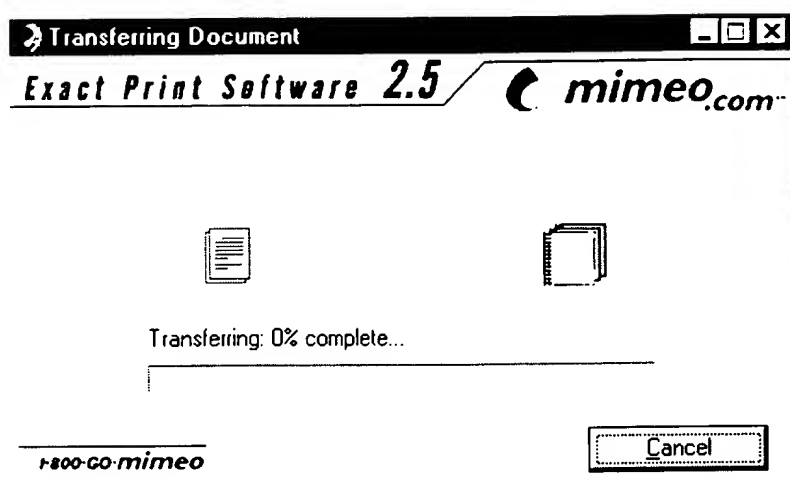 Transferring Document
Exact Print Software 2.5
mimeo.com
Transferring: 0% complete...
1-800-GO-mimeo
Cancel